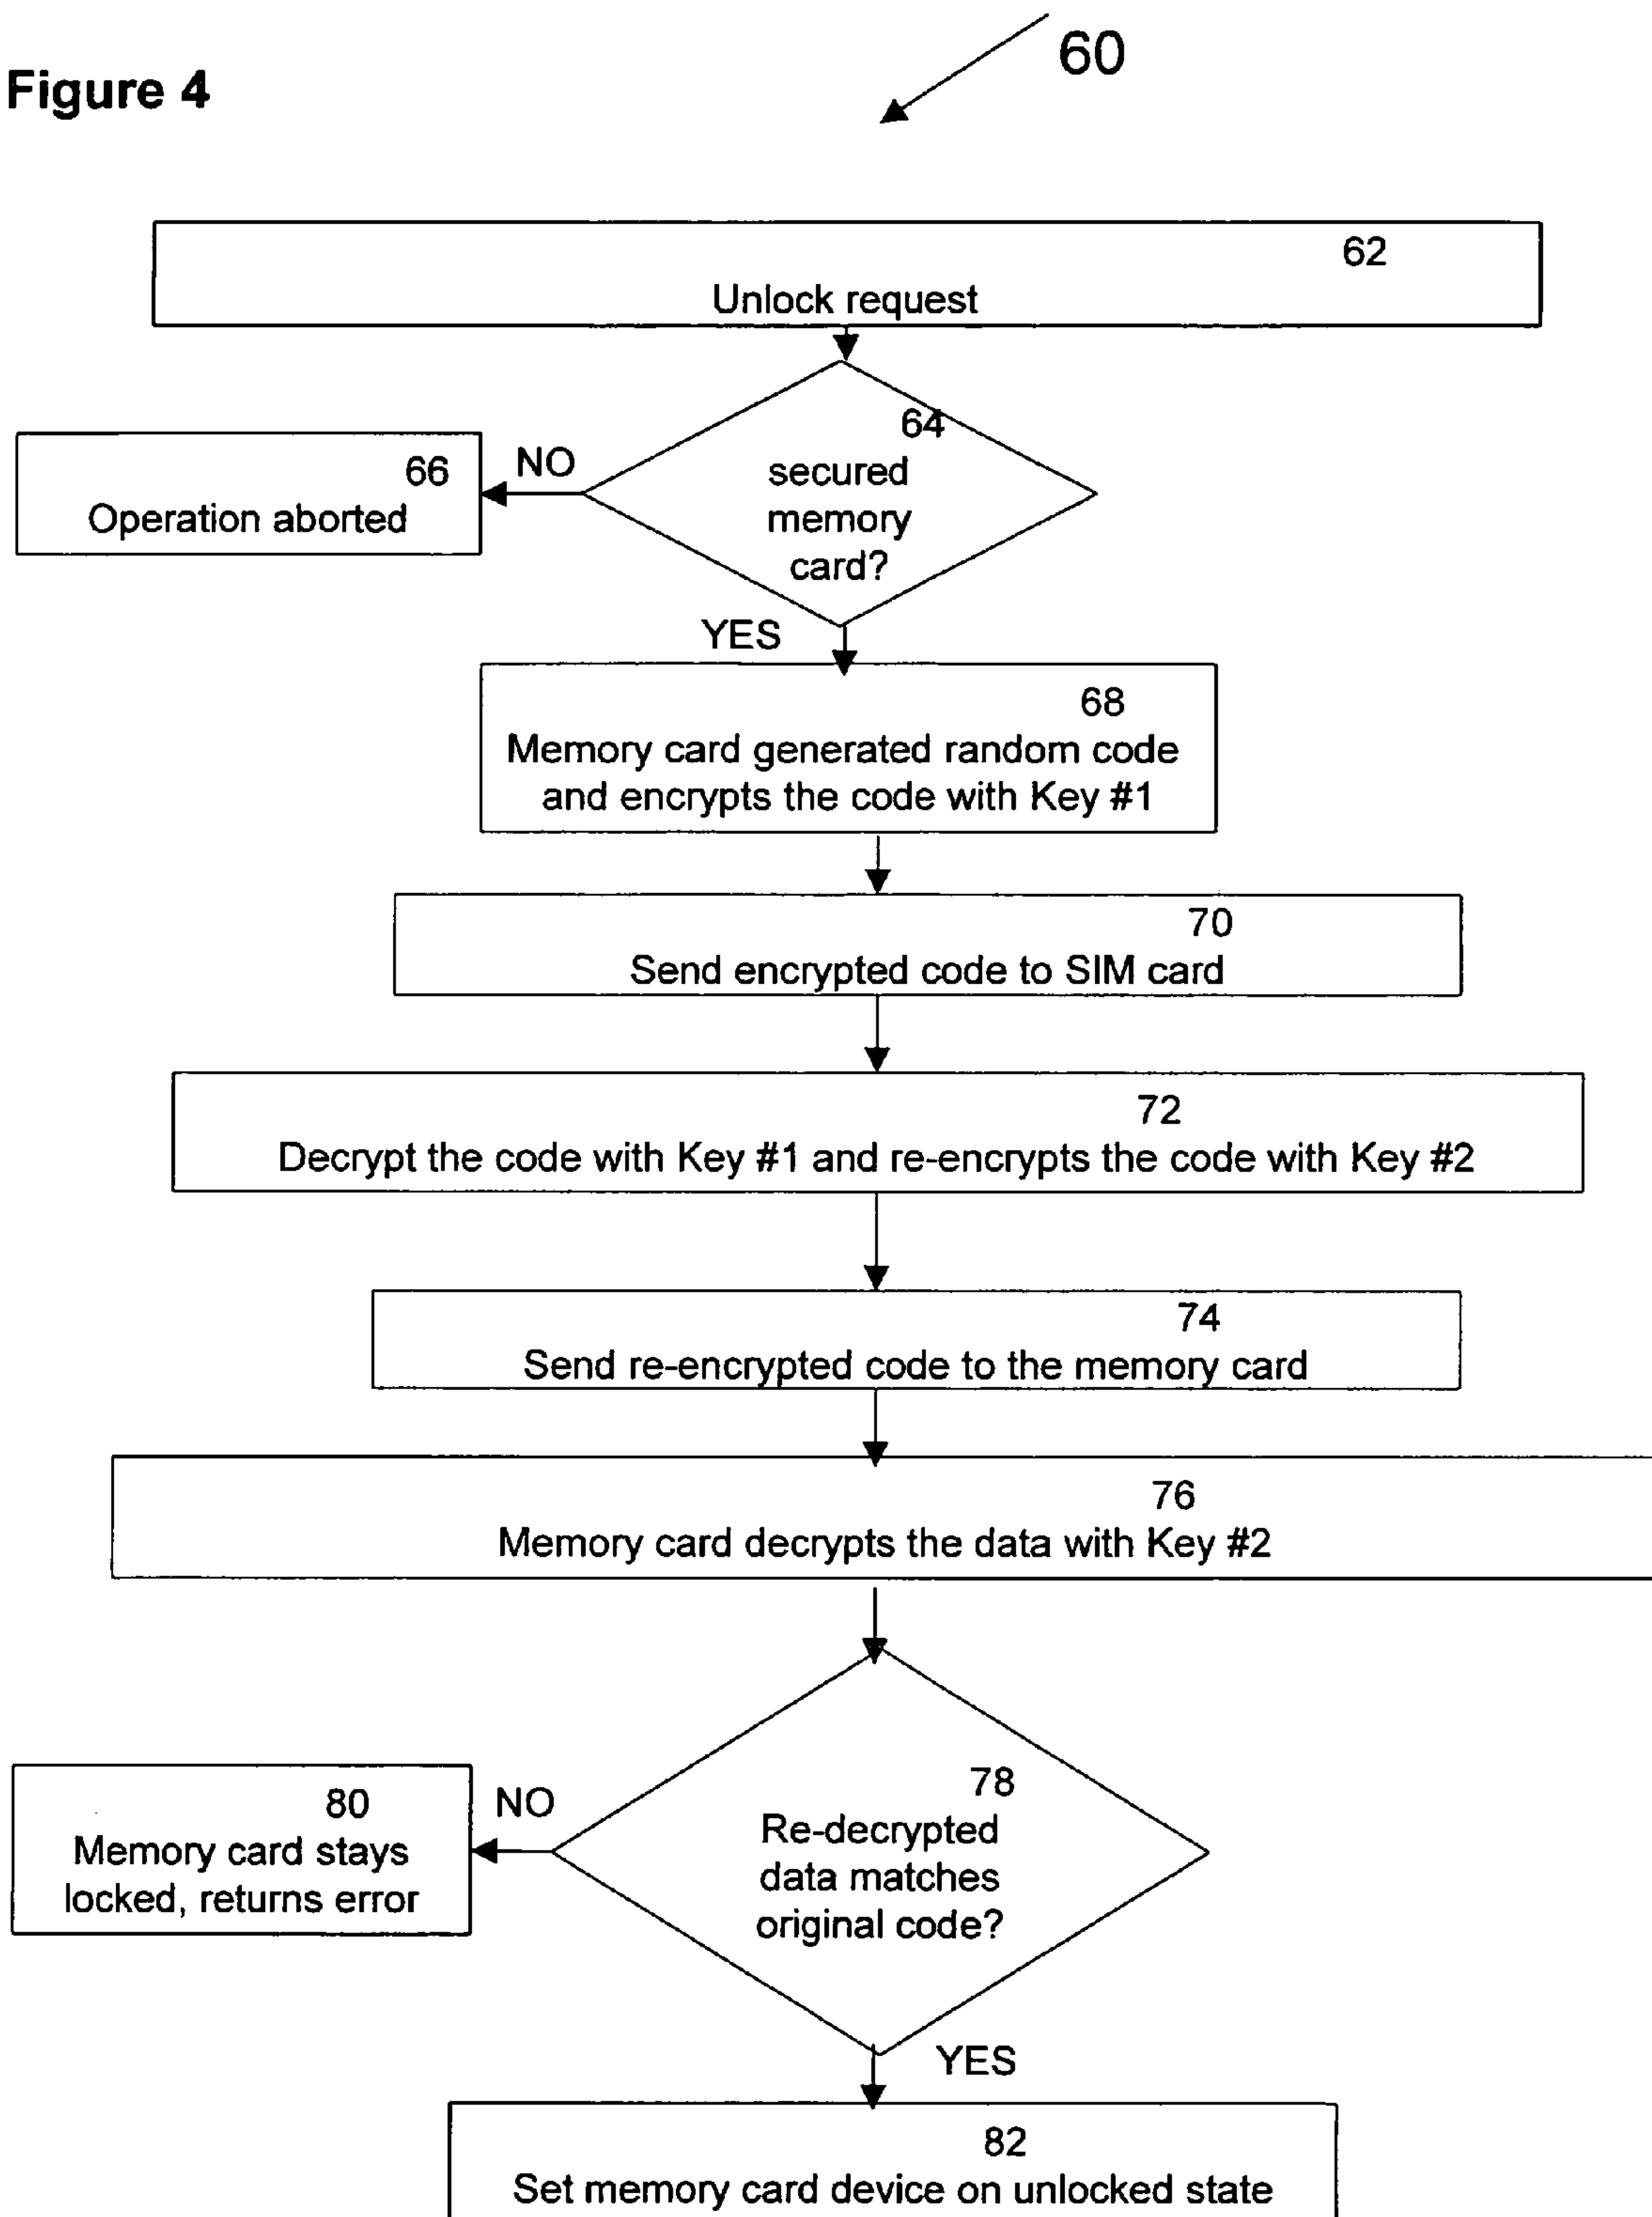 60
Figure 4
62
Unlock request
64
secured
memory
card?
NO
66
Operation aborted
YES
68
Memory card generated random code
and encrypts the code with Key #1
70
Send encrypted code to SIM card
72
Decrypt the code with Key #1 and re-encrypts the code with Key #2
74
Send re-encrypted code to the memory card
76
Memory card decrypts the data with Key #2
78
Re-decrypted
data matches
original code?
NO
80
Memory card stays
locked, returns error
YES
82
Set memory card device on unlocked state